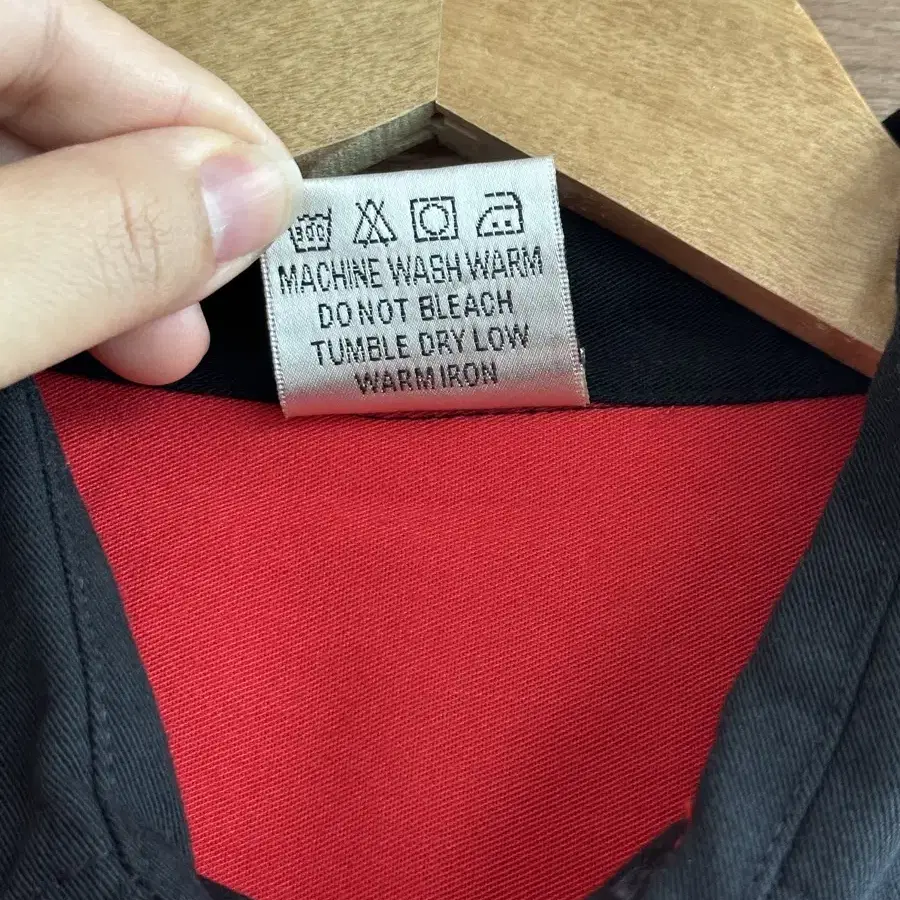 MACHINE WASH WARM
DO NOT BLEACH
TUMBLE DRY LOW
WARM IRON